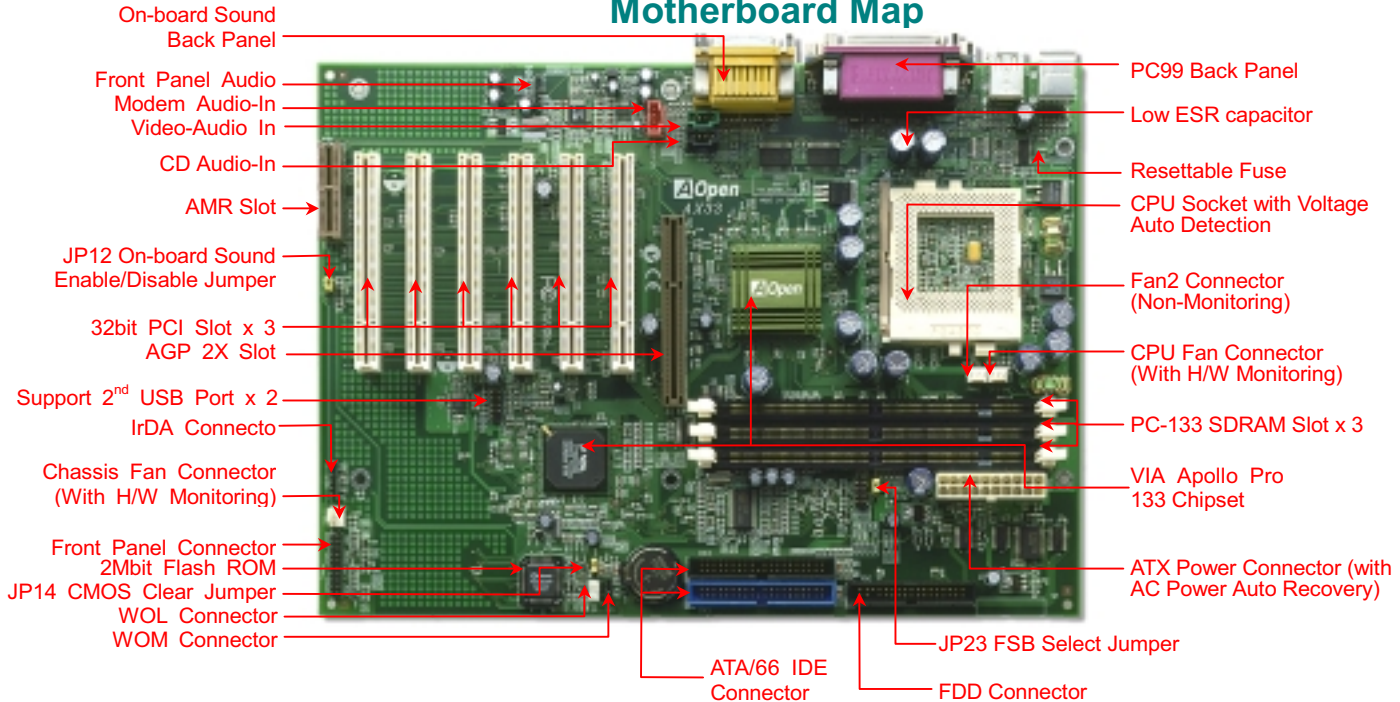 Motherboard Map
On-board Sound
Back Panel
Front Panel Audio
Modem Audio-In
Video-Audio In
CD Audio-In
AMR Slot
JP12 On-board Sound
Enable/Disable Jumper
32bit PCI Slot x 3
AGP 2X Slot
Support 2nd USB Port x 2
IrDA Connecto
Chassis Fan Connector
(With H/W Monitoring)
Front Panel Connector
2Mbit Flash ROM
JP14 CMOS Clear Jumper
WOL Connector
WOM Connector
AOpen
AX33
AOpen
PC99 Back Panel
Low ESR capacitor
Resettable Fuse
CPU Socket with Voltage
Auto Detection
Fan2 Connector
(Non-Monitoring)
CPU Fan Connector
(With H/W Monitoring)
PC-133 SDRAM Slot x 3
VIA Apollo Pro
133 Chipset
ATX Power Connector (with
AC Power Auto Recovery)
JP23 FSB Select Jumper
FDD Connector
ATA/66 IDE
Connector